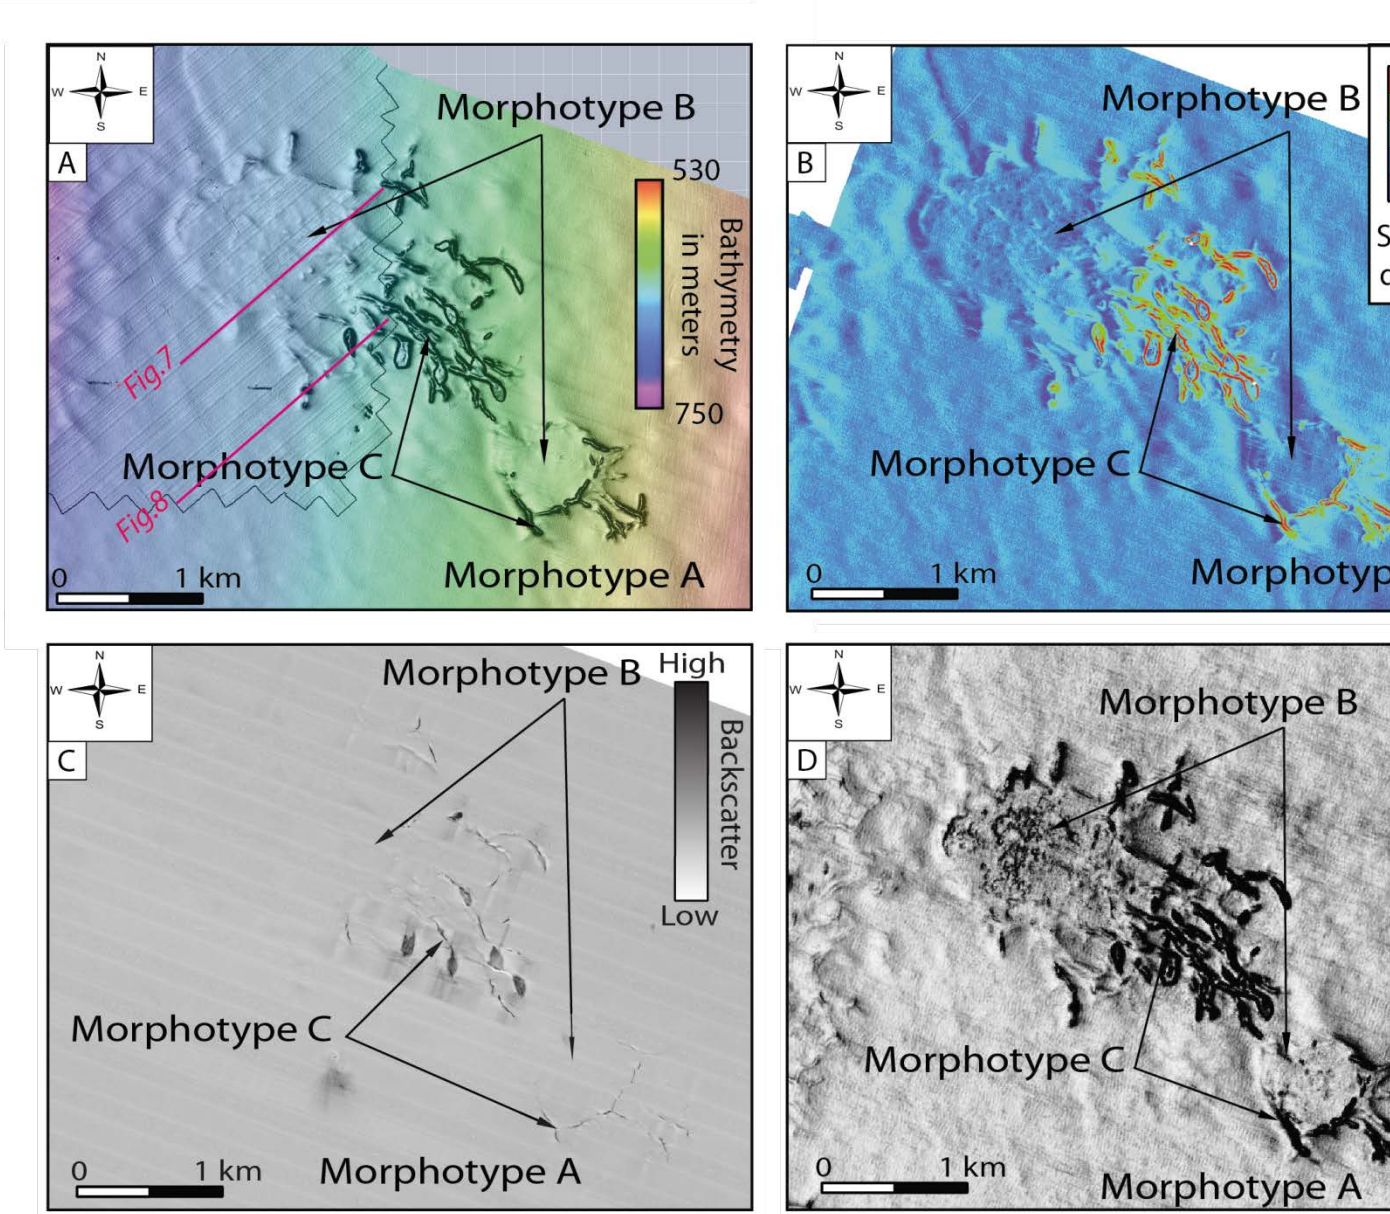 N
W E
S
A
Morphotype B
530
Bathymetry
in meters
750
Fig.7
Morphotype C
Fig.8
Morphotype A
0 1 km
N
W E
S
B
Morphotype B
S
Morphotype C
Morphotyp
0 1 km
N
W E
S
C
Morphotype B
High
Backscatter
Low
Morphotype C
Morphotype A
0 1 km
N
W E
S
D
Morphotype B
Morphotype C
Morphotype A
0 1 km